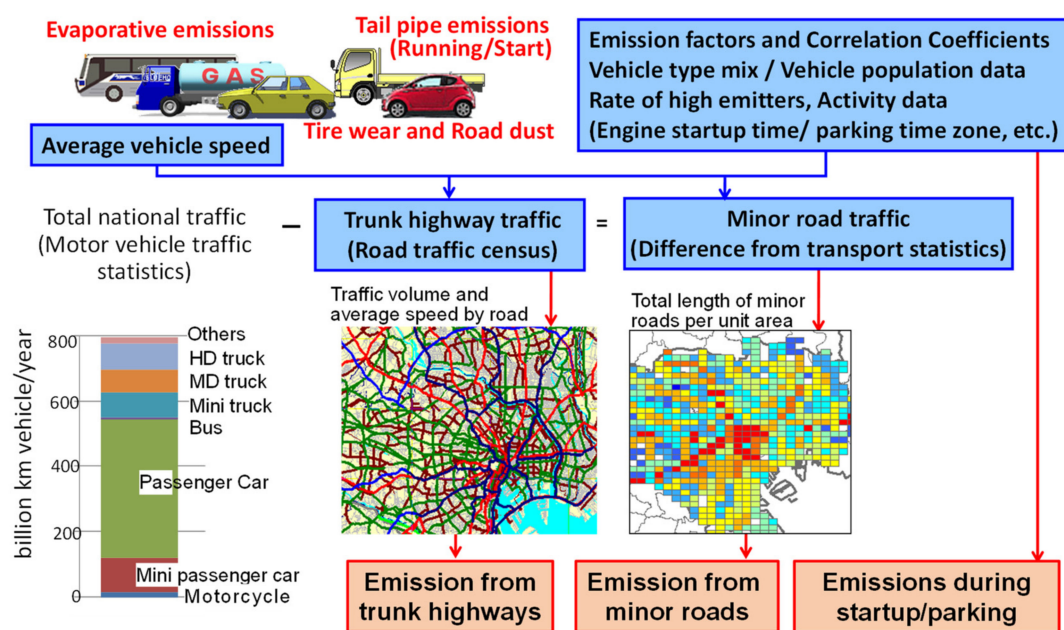 Evaporative emissions
Tail pipe emissions
(Running/Start)
GAS
Tire wear and Road dust
Average vehicle speed
Emission factors and Correlation Coefficients
Vehicle type mix / Vehicle population data
Rate of high emitters, Activity data
(Engine startup time/ parking time zone, etc.)
Total national traffic
(Motor vehicle traffic
statistics)
–
Trunk highway traffic
(Road traffic census)
=
Minor road traffic
(Difference from transport statistics)
Traffic volume and
average speed by road
Total length of minor
roads per unit area
billion km vehicle/year
800
600
400
200
0
Others
HD truck
MD truck
Mini truck
Bus
Passenger Car
Mini passenger car
Motorcycle
Emission from
trunk highways
Emission from
minor roads
Emissions during
startup/parking